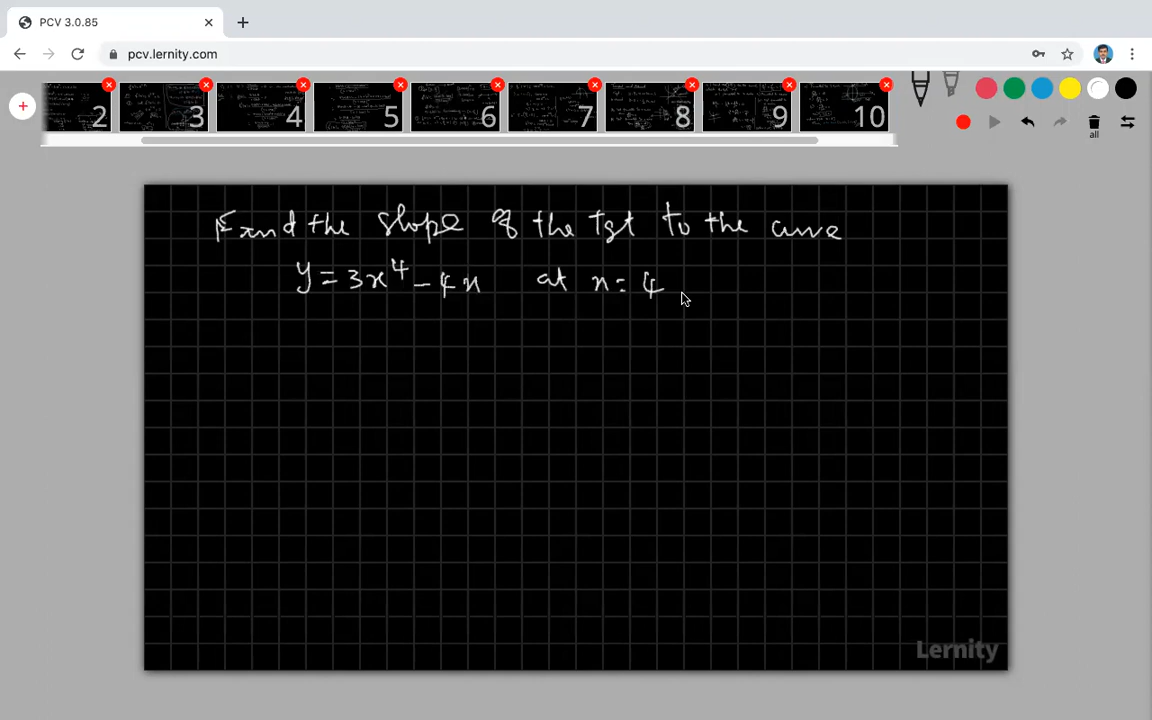 PCV 3.0.85
pcv.lernity.com
2 3 4 5 6 7 8 9 10
all
Find the slope of the Tgt to the curve
y = 3x⁴ - 4x at x = 4
Lernity